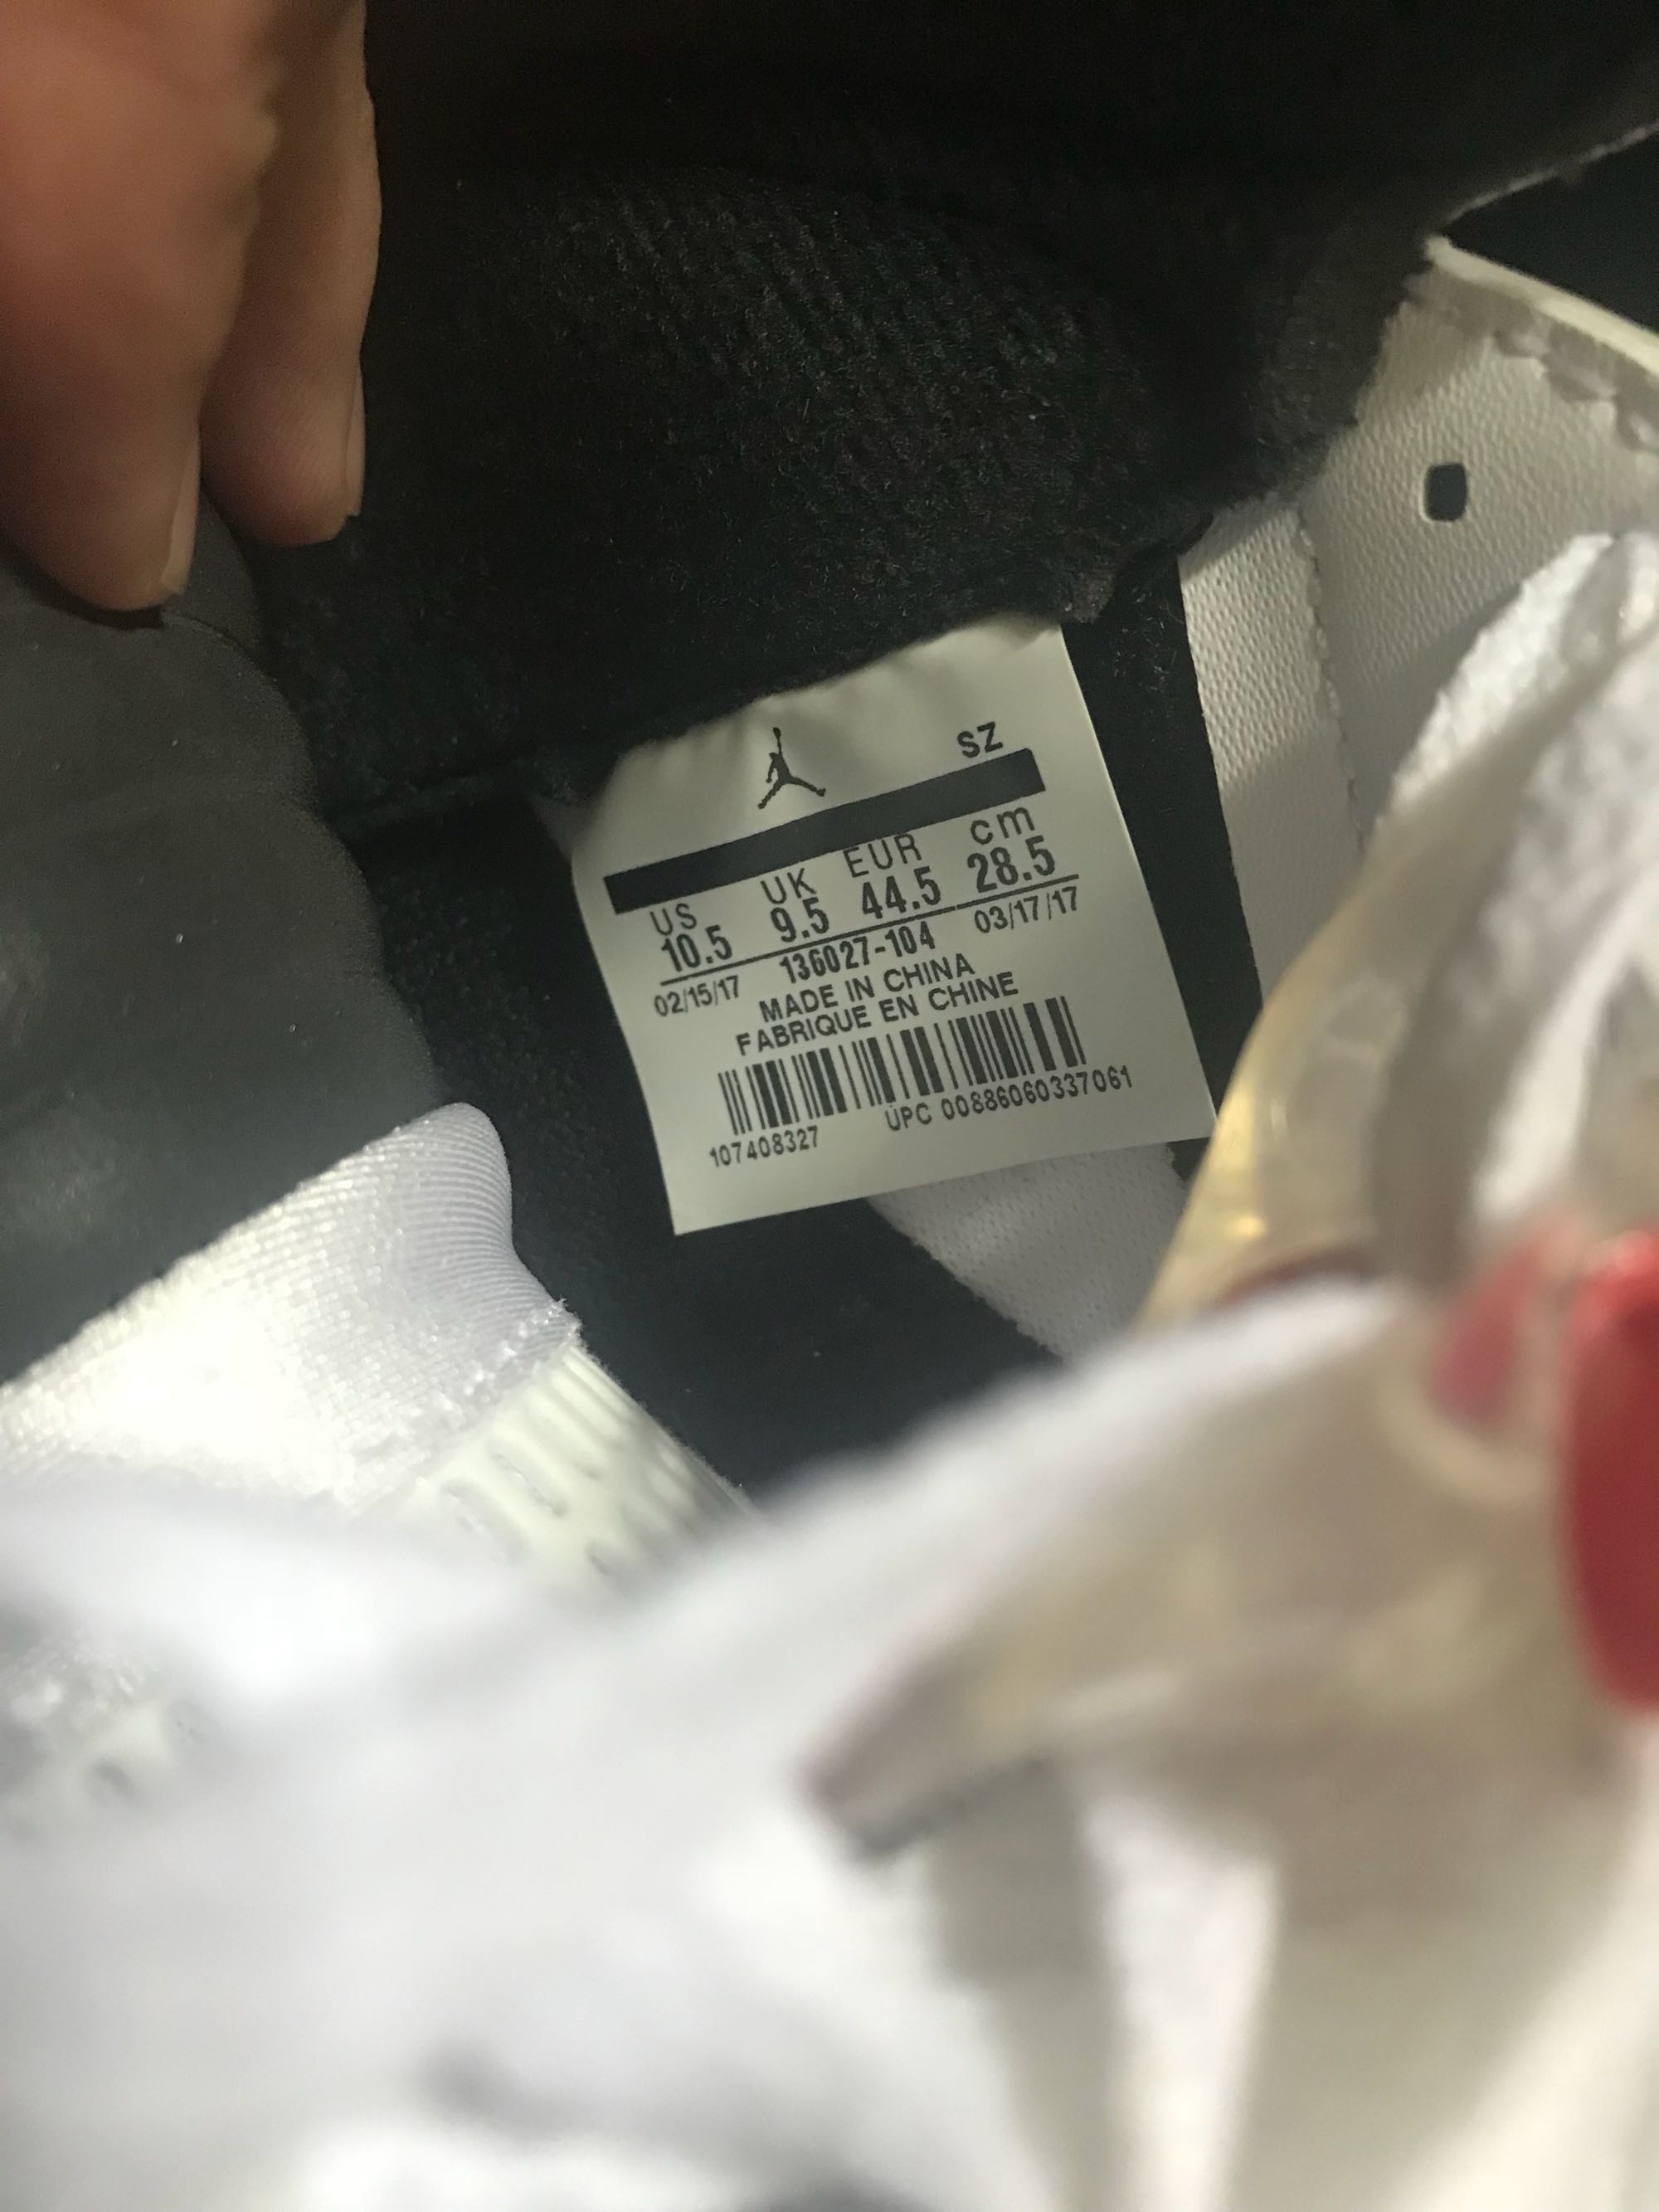 SZ
US UK EUR cm
10.5 9.5 44.5 28.5
02/15/17 136027-104 03/17/17
MADE IN CHINA
FABRIQUE EN CHINE
107408327 UPC 00886060337061